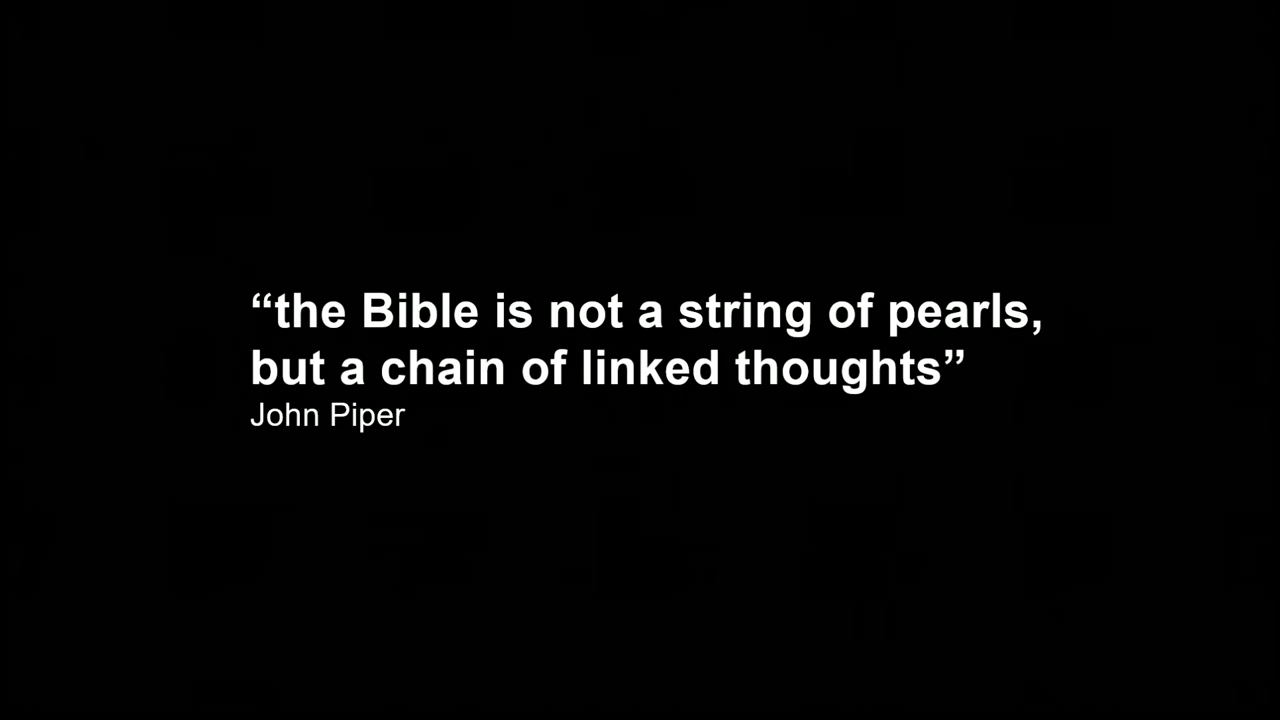 “the Bible is not a string of pearls,
but a chain of linked thoughts”
John Piper